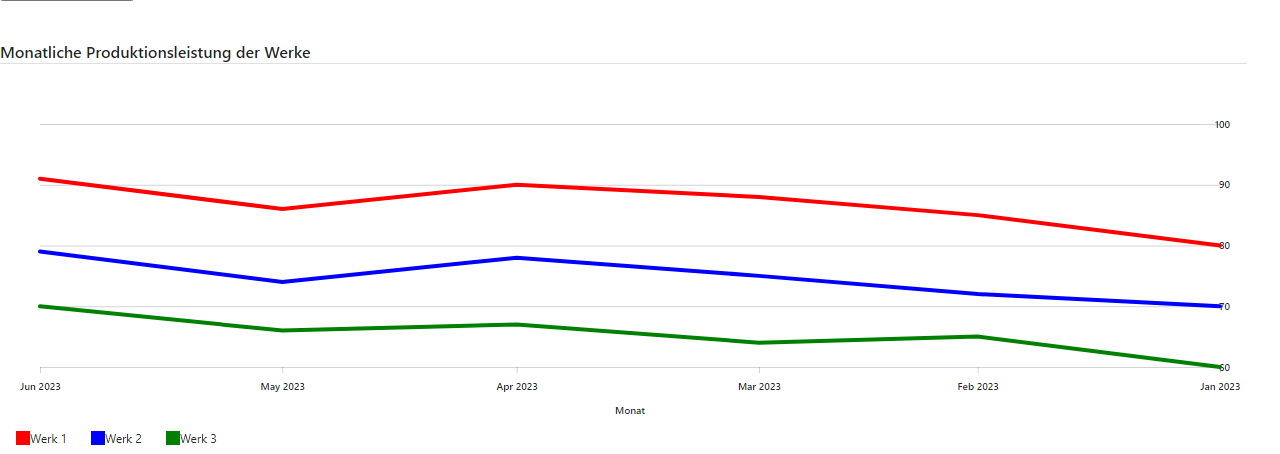 Monatliche Produktionsleistung der Werke
100
90
80
70
60
Jun 2023 May 2023 Apr 2023 Mar 2023 Feb 2023 Jan 2023
Monat
Werk 1 Werk 2 Werk 3